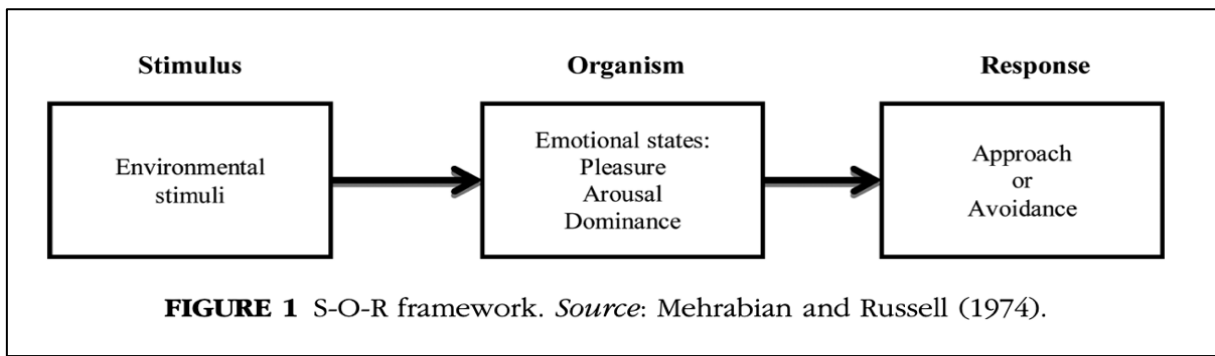 Stimulus
Organism
Response
Environmental
stimuli
Emotional states:
Pleasure
Arousal
Dominance
Approach
or
Avoidance
FIGURE 1 S-O-R framework. Source: Mehrabian and Russell (1974).